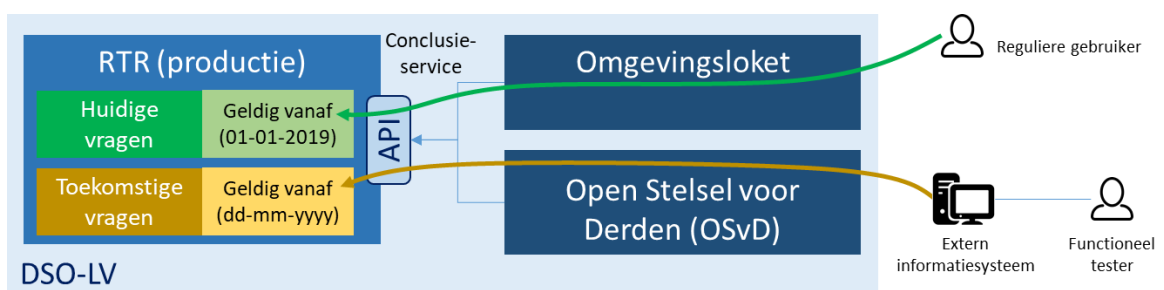 RTR (productie)
Huidige
vragen
Geldig vanaf
(01-01-2019)
Toekomstige
vragen
Geldig vanaf
(dd-mm-yyyy)
DSO-LV
Conclusie-
service
API
Omgevingsloket
Open Stelsel voor
Derden (OSvD)
Reguliere gebruiker
Extern
informatiesysteem
Functioneel
tester